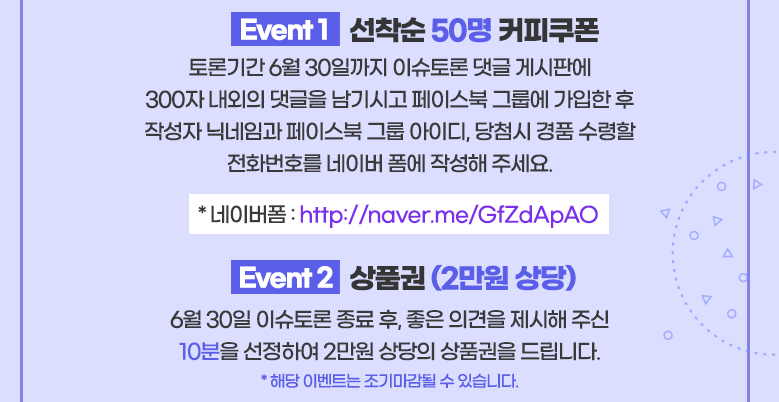 Event 1 선착순 50명 커피쿠폰
토론기간 6월 30일까지 이슈토론 댓글 게시판에
300자 내외의 댓글을 남기시고 페이스북 그룹에 가입한 후
작성자 닉네임과 페이스북 그룹 아이디, 당첨시 경품 수령할
전화번호를 네이버 폼에 작성해 주세요.
* 네이버폼 : http://naver.me/GfZdApAO
Event 2 상품권 (2만원 상당)
6월 30일 이슈토론 종료 후, 좋은 의견을 제시해 주신
10분을 선정하여 2만원 상당의 상품권을 드립니다.
* 해당 이벤트는 조기마감될 수 있습니다.